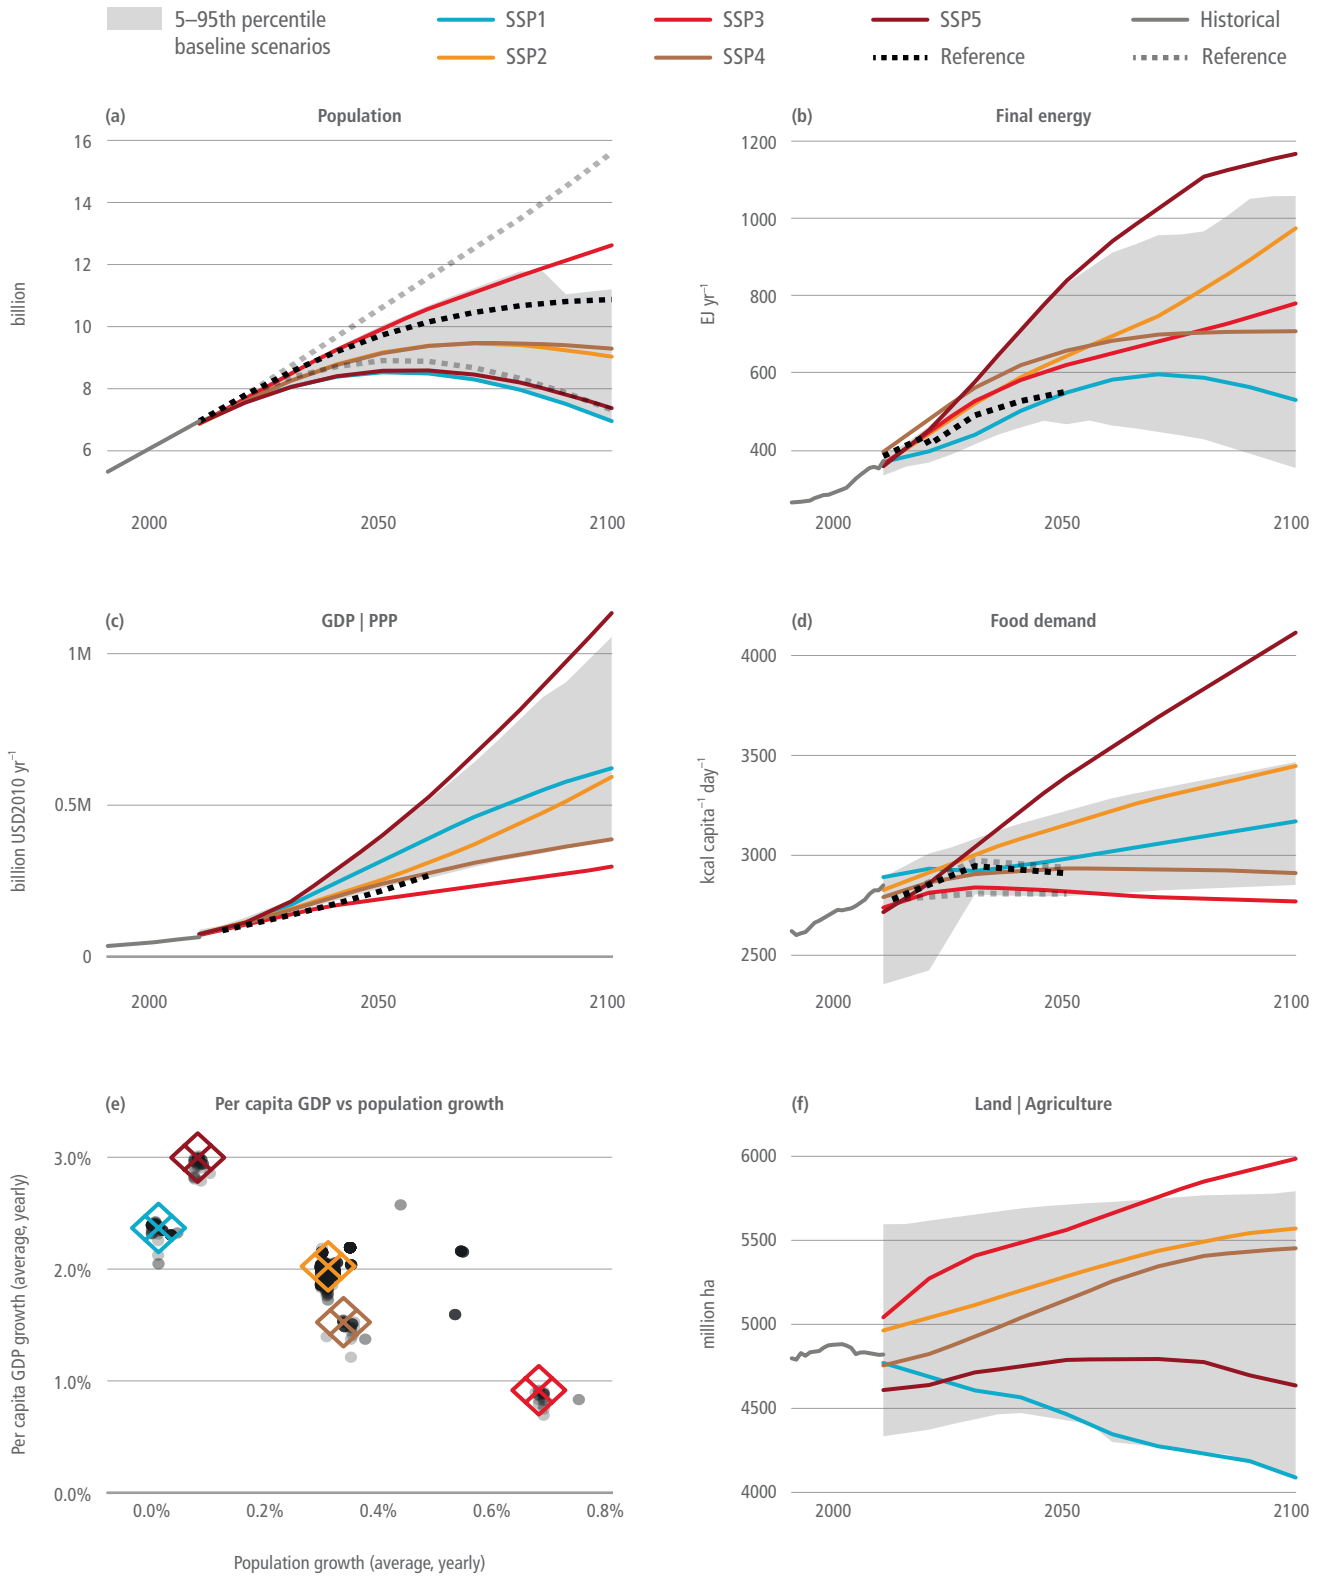 5–95th percentile
baseline scenarios
SSP1
SSP2
SSP3
SSP4
SSP5
Reference
Historical
Reference
(a) Population
billion
16
14
12
10
8
6
2000 2050 2100
(b) Final energy
EJ yr⁻¹
1200
1000
800
600
400
2000 2050 2100
(c) GDP | PPP
billion USD2010 yr⁻¹
1M
0.5M
0
2000 2050 2100
(d) Food demand
kcal capita⁻¹ day⁻¹
4000
3500
3000
2500
2000 2050 2100
(e) Per capita GDP vs population growth
Per capita GDP growth (average, yearly)
3.0%
2.0%
1.0%
0.0%
0.0% 0.2% 0.4% 0.6% 0.8%
Population growth (average, yearly)
(f) Land | Agriculture
million ha
6000
5500
5000
4500
4000
2000 2050 2100